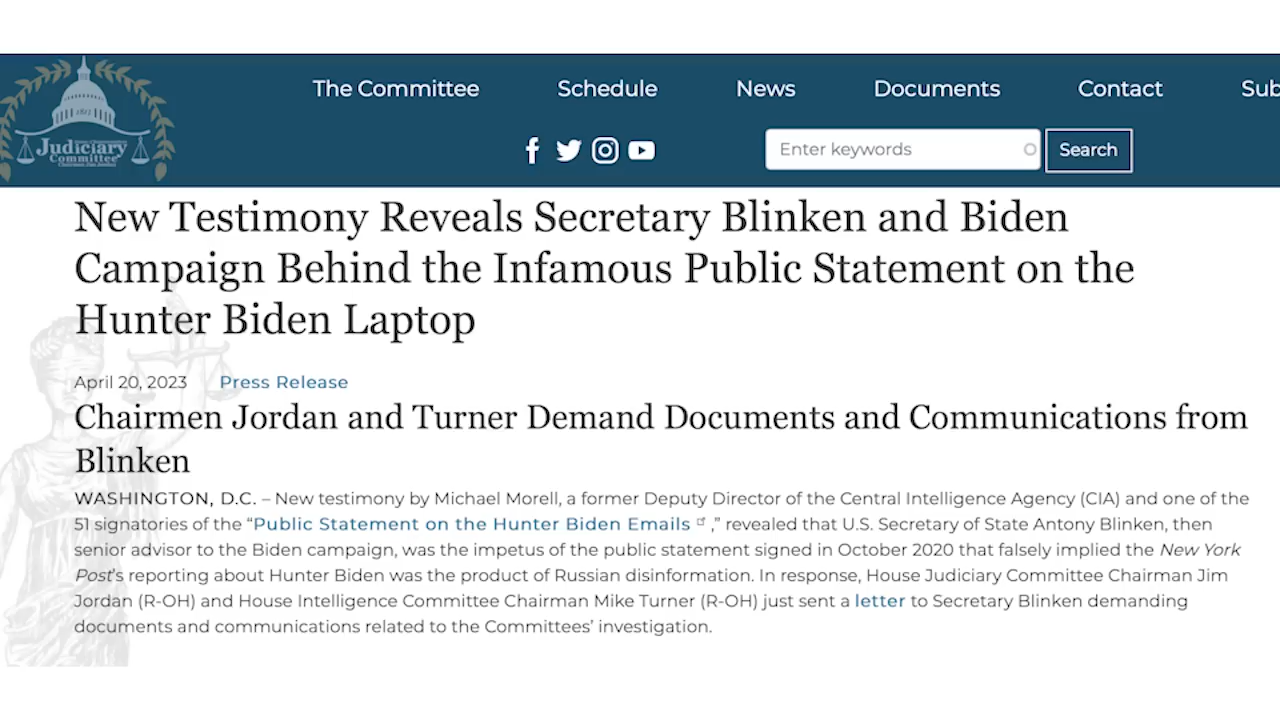 The Committee Schedule News Documents Contact Sub
Judiciary
Committee
Enter keywords Search
New Testimony Reveals Secretary Blinken and Biden
Campaign Behind the Infamous Public Statement on the
Hunter Biden Laptop
April 20, 2023 Press Release
Chairmen Jordan and Turner Demand Documents and Communications from
Blinken
WASHINGTON, D.C. – New testimony by Michael Morell, a former Deputy Director of the Central Intelligence Agency (CIA) and one of the
51 signatories of the “Public Statement on the Hunter Biden Emails ,” revealed that U.S. Secretary of State Antony Blinken, then
senior advisor to the Biden campaign, was the impetus of the public statement signed in October 2020 that falsely implied the New York
Post's reporting about Hunter Biden was the product of Russian disinformation. In response, House Judiciary Committee Chairman Jim
Jordan (R-OH) and House Intelligence Committee Chairman Mike Turner (R-OH) just sent a letter to Secretary Blinken demanding
documents and communications related to the Committees’ investigation.